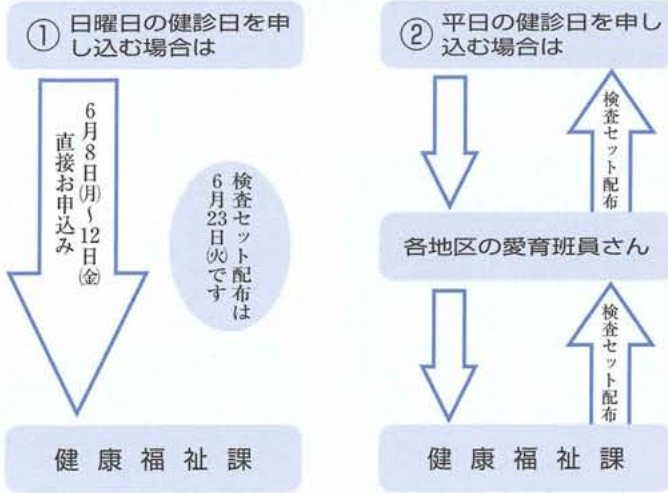 ① 日曜日の健診日を申
し込む場合は
6月8日㈪～12日㈮
直接お申込み
検査セット配布は
6月23日㈫です
健康福祉課
② 平日の健診日を申し
込む場合は
検査セット配布
各地区の愛育班員さん
検査セット配布
健康福祉課